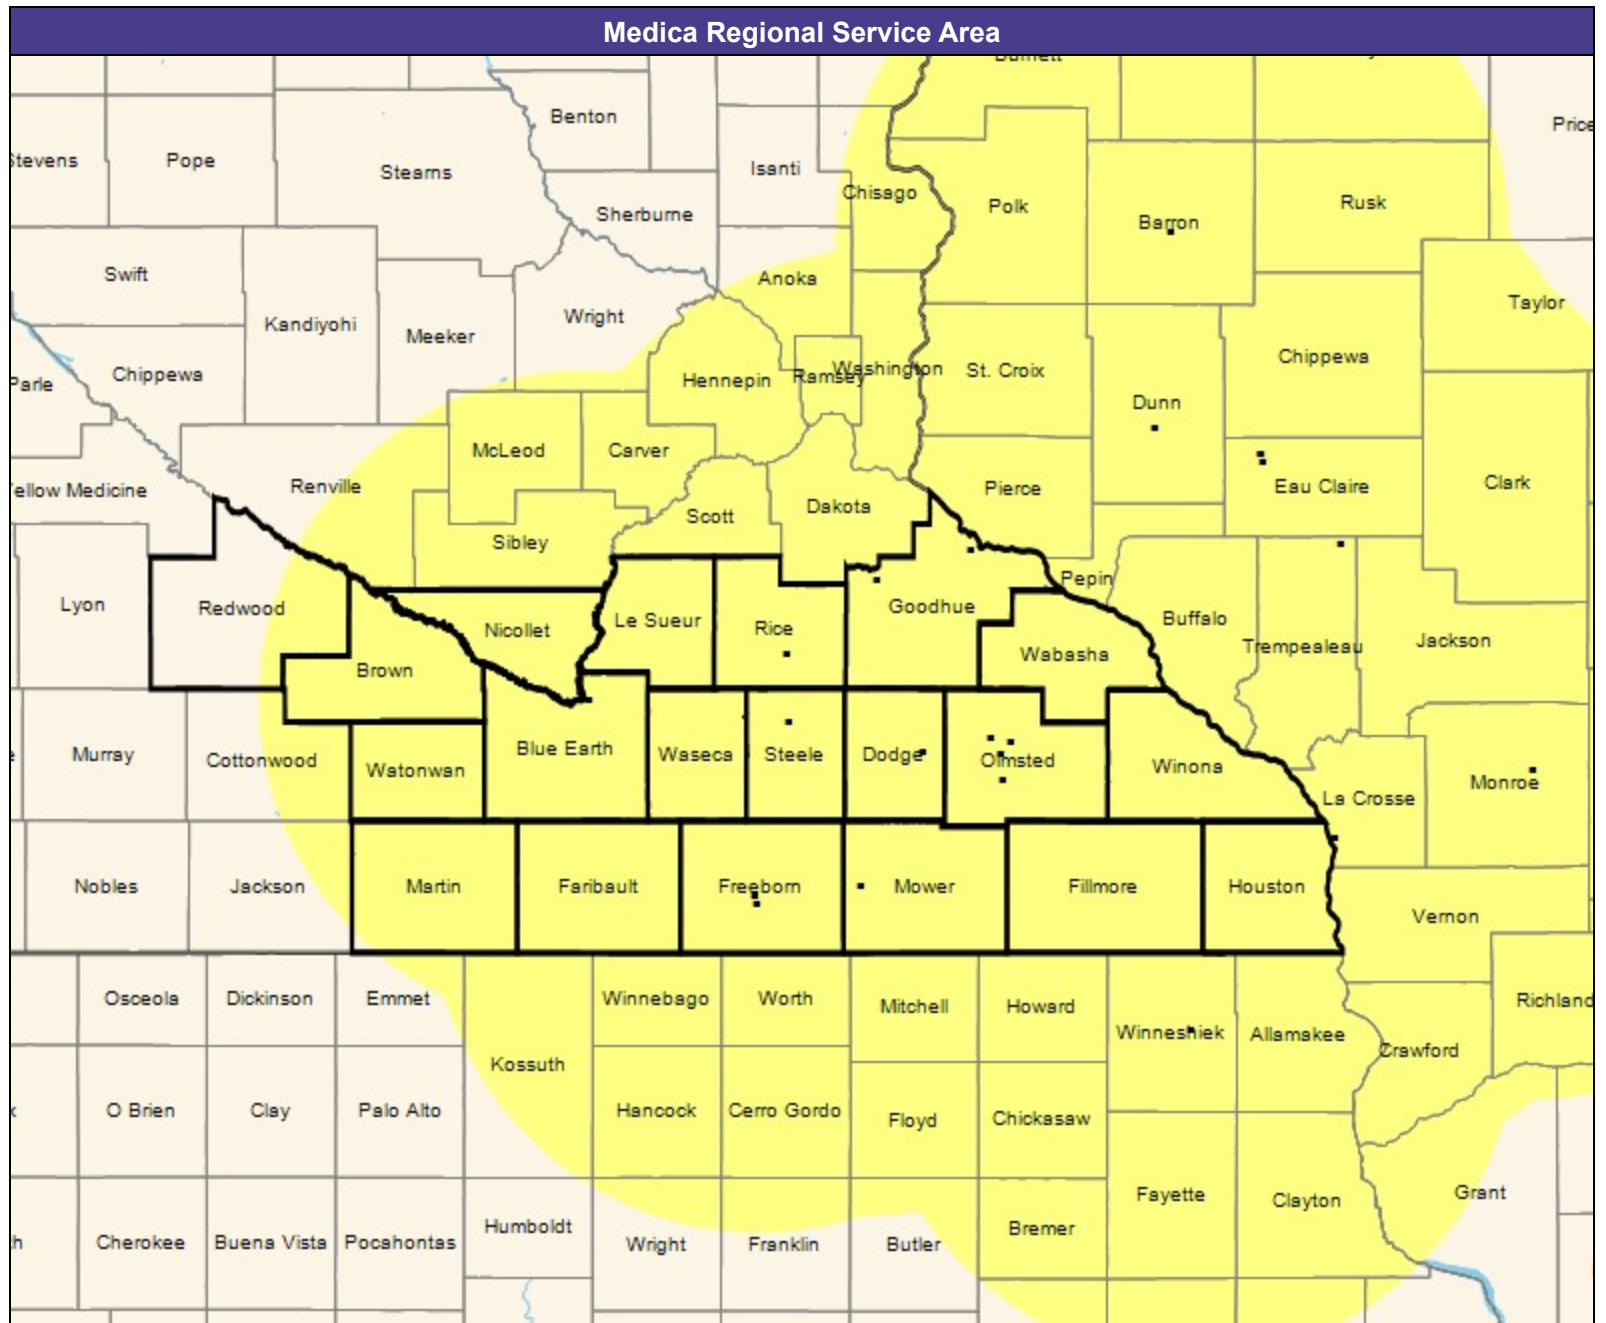 Medica Regional Service Area
Benton
Price
Stevens
Pope
Stearns
Isanti
Chisago
Sherburne
Polk
Barron
Rusk
Swift
Anoka
Taylor
Kandiyohi
Wright
Meeker
Chippewa
Parle
Chippewa
Hennepin
Ramsey
Washington
St. Croix
Dunn
McLeod
Carver
Yellow Medicine
Renville
Scott
Dakota
Pierce
Eau Claire
Clark
Sibley
Pepin
Lyon
Redwood
Nicollet
Le Sueur
Rice
Goodhue
Buffalo
Trempealeau
Jackson
Brown
Wabasha
Murray
Cottonwood
Watonwan
Blue Earth
Waseca
Steele
Dodge
Olmsted
Winona
La Crosse
Monroe
Nobles
Jackson
Martin
Faribault
Freeborn
Mower
Fillmore
Houston
Vernon
Osceola
Dickinson
Emmet
Winnebago
Worth
Mitchell
Howard
Winneshiek
Allamakee
Crawford
Richland
Kossuth
O Brien
Clay
Palo Alto
Hancock
Cerro Gordo
Floyd
Chickasaw
Fayette
Clayton
Grant
Cherokee
Buena Vista
Pocahontas
Humboldt
Wright
Franklin
Butler
Bremer